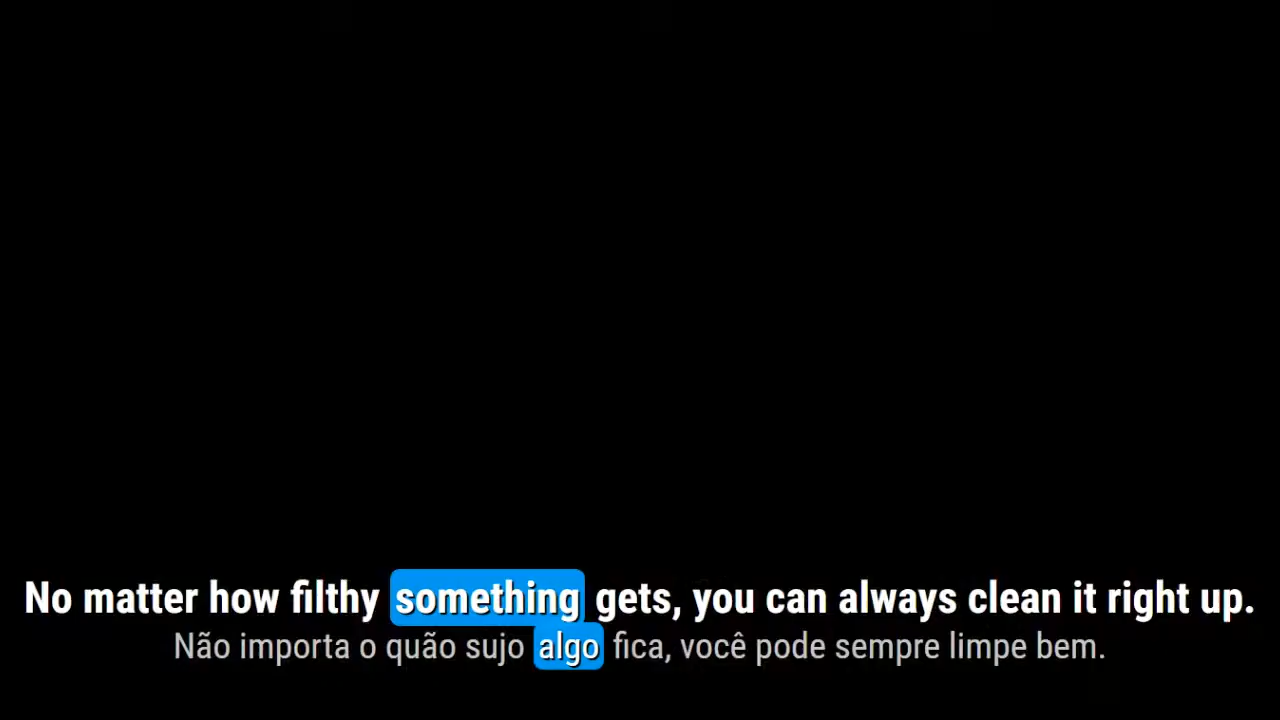 No matter how filthy something gets, you can always clean it right up.
Não importa o quão sujo algo fica, você pode sempre limpe bem.